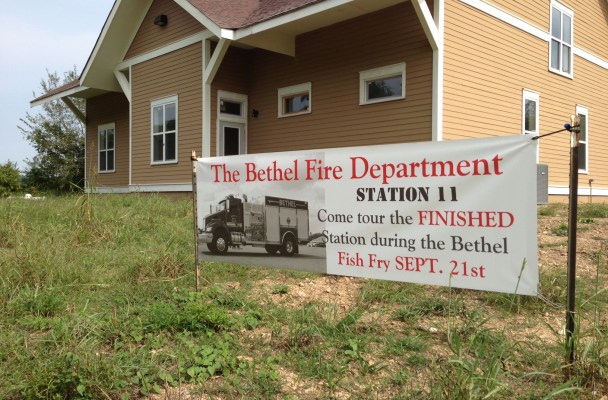 The Bethel Fire Department
STATION 11
Come tour the FINISHED
Station during the Bethel
Fish Fry SEPT. 21st
BETHEL